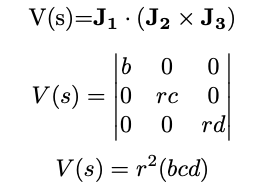 V(s)=J₁ · (J₂ × J₃)
V(s) = |b 0 0|
|0 rc 0|
|0 0 rd|
V(s) = r²(bcd)